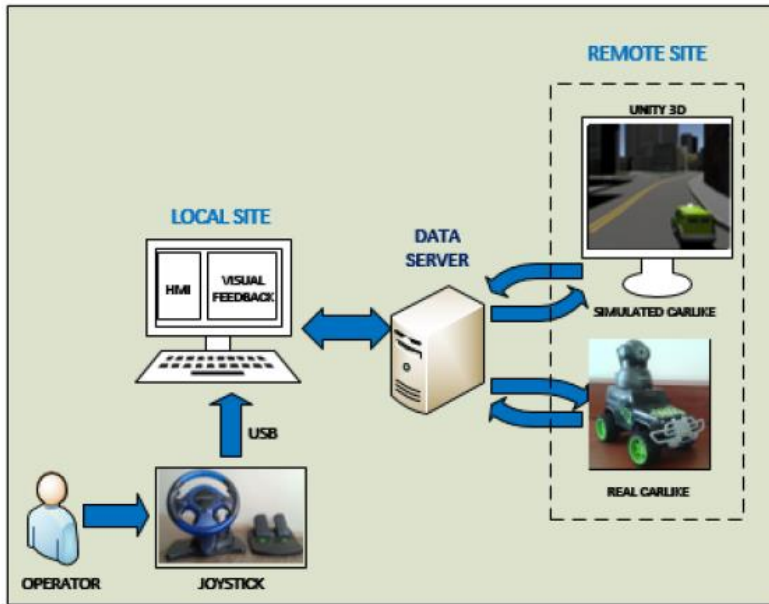 REMOTE SITE
UNITY 3D
LOCAL SITE
DATA
SERVER
HMI
VISUAL
FEEDBACK
SIMULATED CARLIKE
USB
REAL CARLIKE
OPERATOR
JOYSTICK